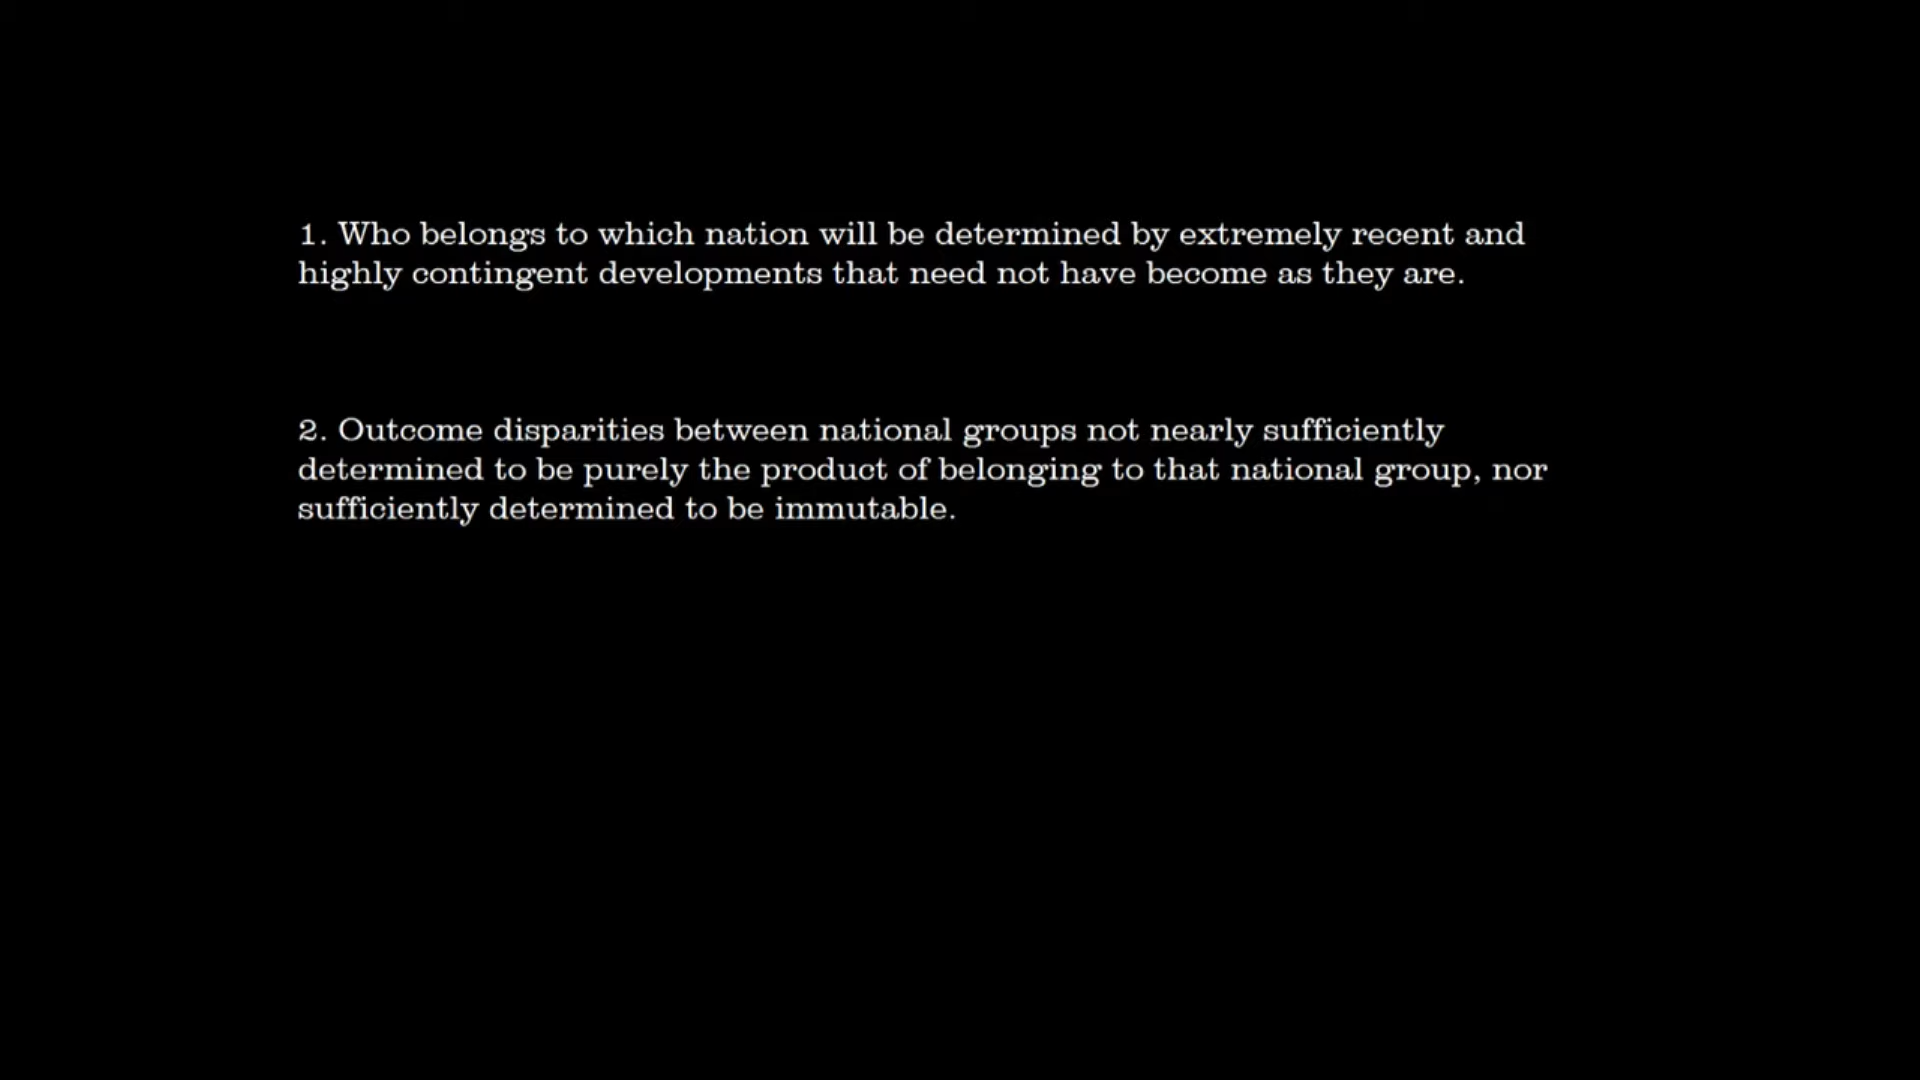 1. Who belongs to which nation will be determined by extremely recent and
highly contingent developments that need not have become as they are.
2. Outcome disparities between national groups not nearly sufficiently
determined to be purely the product of belonging to that national group, nor
sufficiently determined to be immutable.